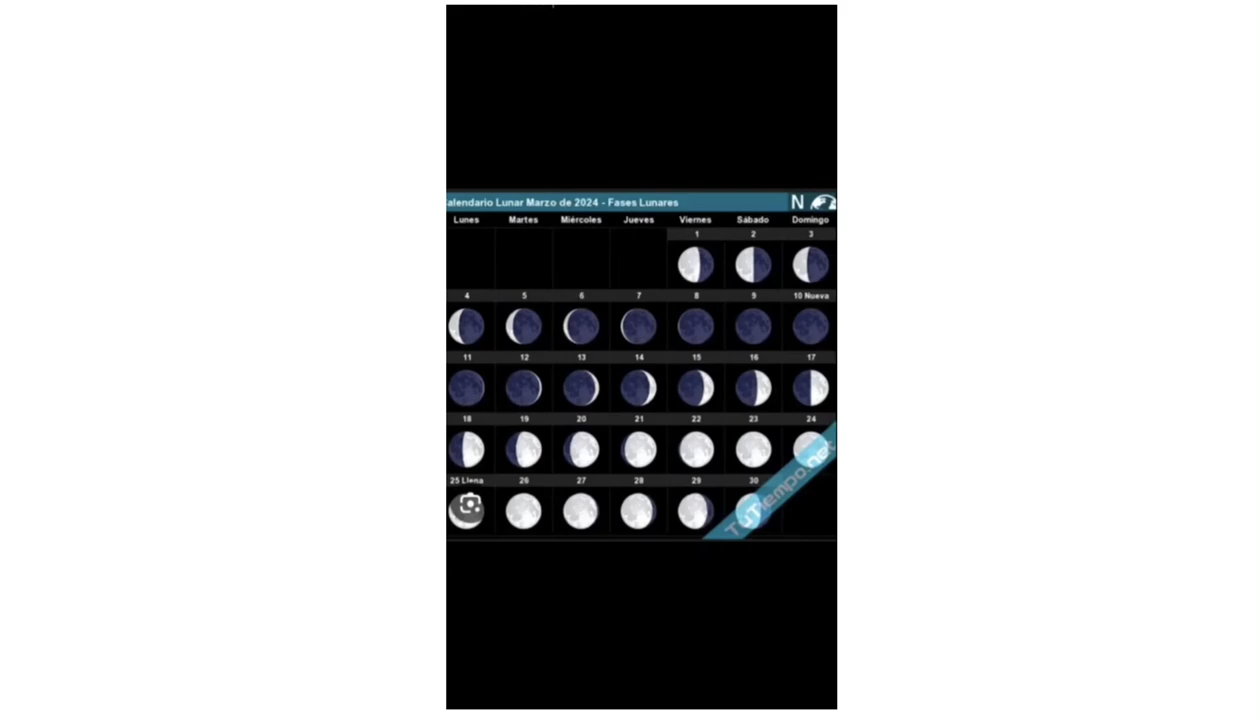 alendario Lunar Marzo de 2024 - Fases Lunares N
Lunes Martes Miércoles Jueves Viernes Sábado Domingo
1 2 3
4 5 6 7 8 9 10 Nueva
11 12 13 14 15 16 17
18 19 20 21 22 23 24
25 Llena 26 27 28 29 30
TuTiempo.net